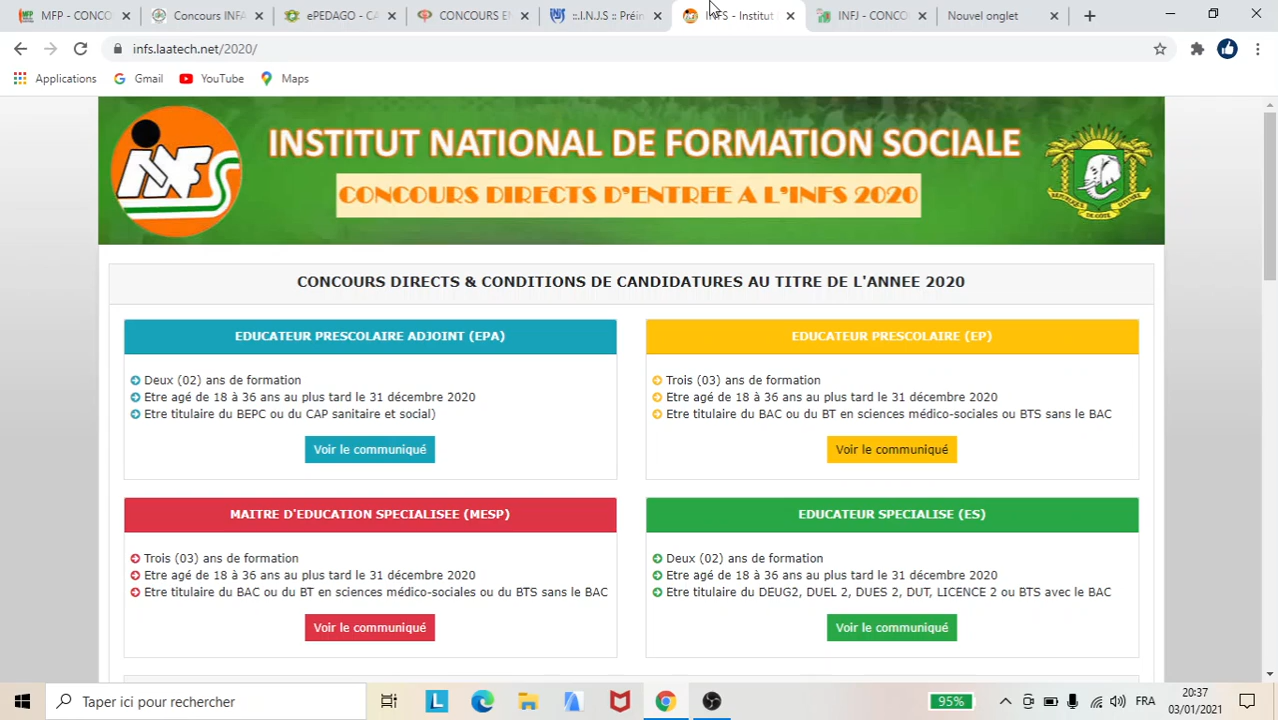 MFP - CONCO
Concours INFA
ePEDAGO - CA
CONCOURS EN
::.I.N.J.S :: Préin
INFS - Institut
INFJ - CONCO
Nouvel onglet
infs.laatech.net/2020/
Applications
Gmail
YouTube
Maps
INFS
INSTITUT NATIONAL DE FORMATION SOCIALE
CONCOURS DIRECTS D'ENTREE A L'INFS 2020
CONCOURS DIRECTS & CONDITIONS DE CANDIDATURES AU TITRE DE L'ANNEE 2020
EDUCATEUR PRESCOLAIRE ADJOINT (EPA)
Deux (02) ans de formation
Etre agé de 18 à 36 ans au plus tard le 31 décembre 2020
Etre titulaire du BEPC ou du CAP sanitaire et social)
Voir le communiqué
EDUCATEUR PRESCOLAIRE (EP)
Trois (03) ans de formation
Etre agé de 18 à 36 ans au plus tard le 31 décembre 2020
Etre titulaire du BAC ou du BT en sciences médico-sociales ou BTS sans le BAC
Voir le communiqué
MAITRE D'EDUCATION SPECIALISEE (MESP)
Trois (03) ans de formation
Etre agé de 18 à 36 ans au plus tard le 31 décembre 2020
Etre titulaire du BAC ou du BT en sciences médico-sociales ou du BTS sans le BAC
Voir le communiqué
EDUCATEUR SPECIALISE (ES)
Deux (02) ans de formation
Etre agé de 18 à 36 ans au plus tard le 31 décembre 2020
Etre titulaire du DEUG2, DUEL 2, DUES 2, DUT, LICENCE 2 ou BTS avec le BAC
Voir le communiqué
Taper ici pour rechercher
L
95%
FRA
20:37
03/01/2021